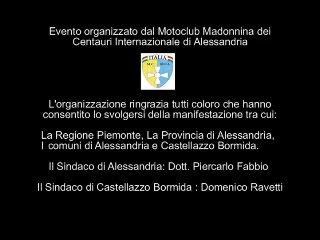 Evento organizzato dal Motoclub Madonnina dei
Centauri Internazionale di Alessandria
ITALIA
L'organizzazione ringrazia tutti coloro che hanno
consentito lo svolgersi della manifestazione tra cui:
La Regione Piemonte, La Provincia di Alessandria,
I comuni di Alessandria e Castellazzo Bormida.
Il Sindaco di Alessandria: Dott. Piercarlo Fabbio
Il Sindaco di Castellazzo Bormida : Domenico Ravetti